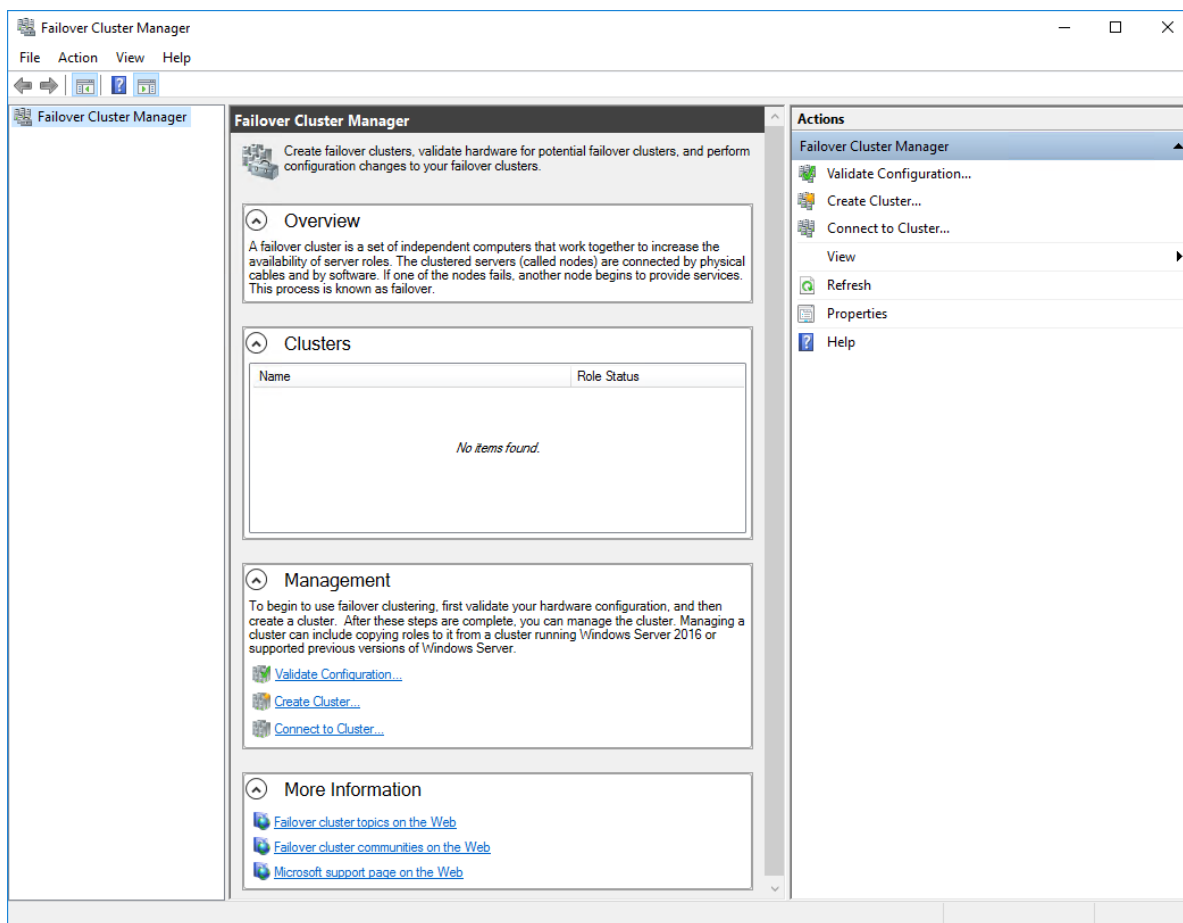 Failover Cluster Manager
File Action View Help
Failover Cluster Manager
Failover Cluster Manager
Create failover clusters, validate hardware for potential failover clusters, and perform
configuration changes to your failover clusters.
Overview
A failover cluster is a set of independent computers that work together to increase the
availability of server roles. The clustered servers (called nodes) are connected by physical
cables and by software. If one of the nodes fails, another node begins to provide services.
This process is known as failover.
Clusters
Name Role Status
No items found.
Management
To begin to use failover clustering, first validate your hardware configuration, and then
create a cluster. After these steps are complete, you can manage the cluster. Managing a
cluster can include copying roles to it from a cluster running Windows Server 2016 or
supported previous versions of Windows Server.
Validate Configuration...
Create Cluster...
Connect to Cluster...
More Information
Failover cluster topics on the Web
Failover cluster communities on the Web
Microsoft support page on the Web
Actions
Failover Cluster Manager
Validate Configuration...
Create Cluster...
Connect to Cluster...
View
Refresh
Properties
Help